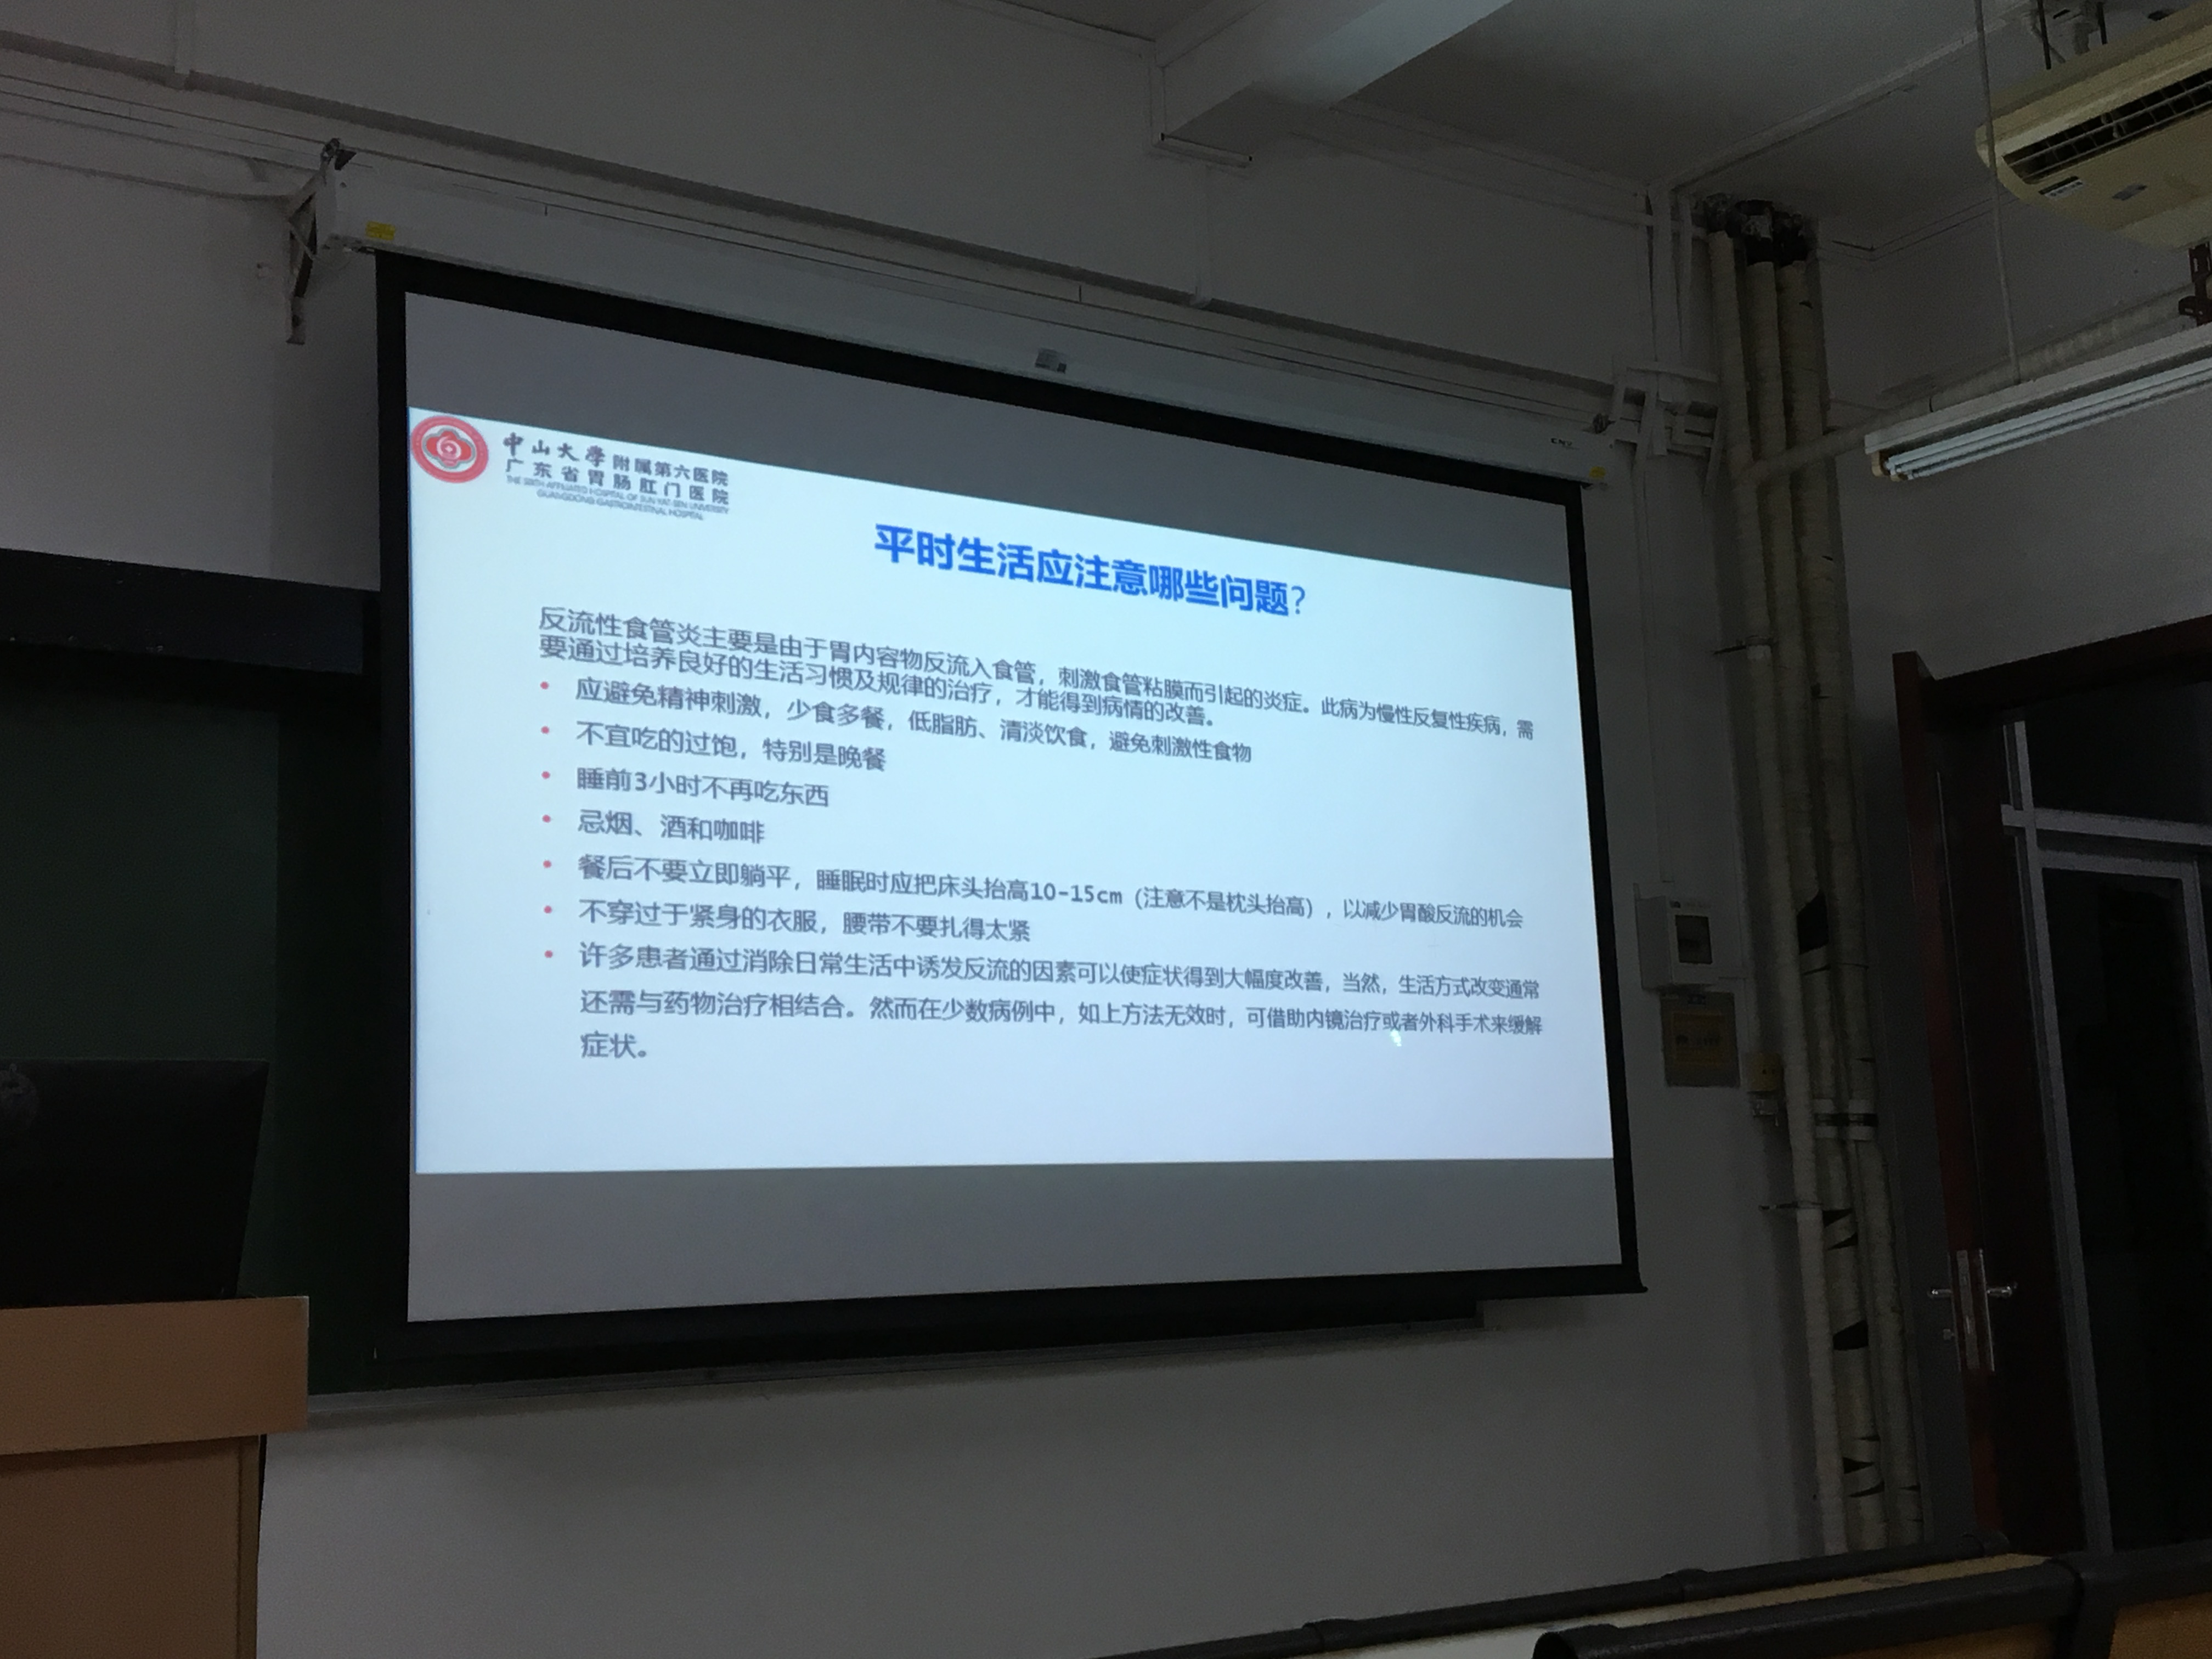 中山大學附属第六医院
广东省胃肠肛门医院
THE SIXTH AFFILIATED HOSPITAL OF SUN YAT-SEN UNIVERSITY
GUANGDONG GASTROINTESTINAL HOSPITAL
平时生活应注意哪些问题?
反流性食管炎主要是由于胃内容物反流入食管，刺激食管粘膜而引起的炎症。此病为慢性反复性疾病，需
要通过培养良好的生活习惯及规律的治疗，才能得到病情的改善。
• 应避免精神刺激，少食多餐，低脂肪、清淡饮食，避免刺激性食物
• 不宜吃的过饱，特别是晚餐
• 睡前3小时不再吃东西
• 忌烟、酒和咖啡
• 餐后不要立即躺平，睡眠时应把床头抬高10-15cm（注意不是枕头抬高），以减少胃酸反流的机会
• 不穿过于紧身的衣服，腰带不要扎得太紧
• 许多患者通过消除日常生活中诱发反流的因素可以使症状得到大幅度改善，当然，生活方式改变通常
还需与药物治疗相结合。然而在少数病例中，如上方法无效时，可借助内镜治疗或者外科手术来缓解
症状。